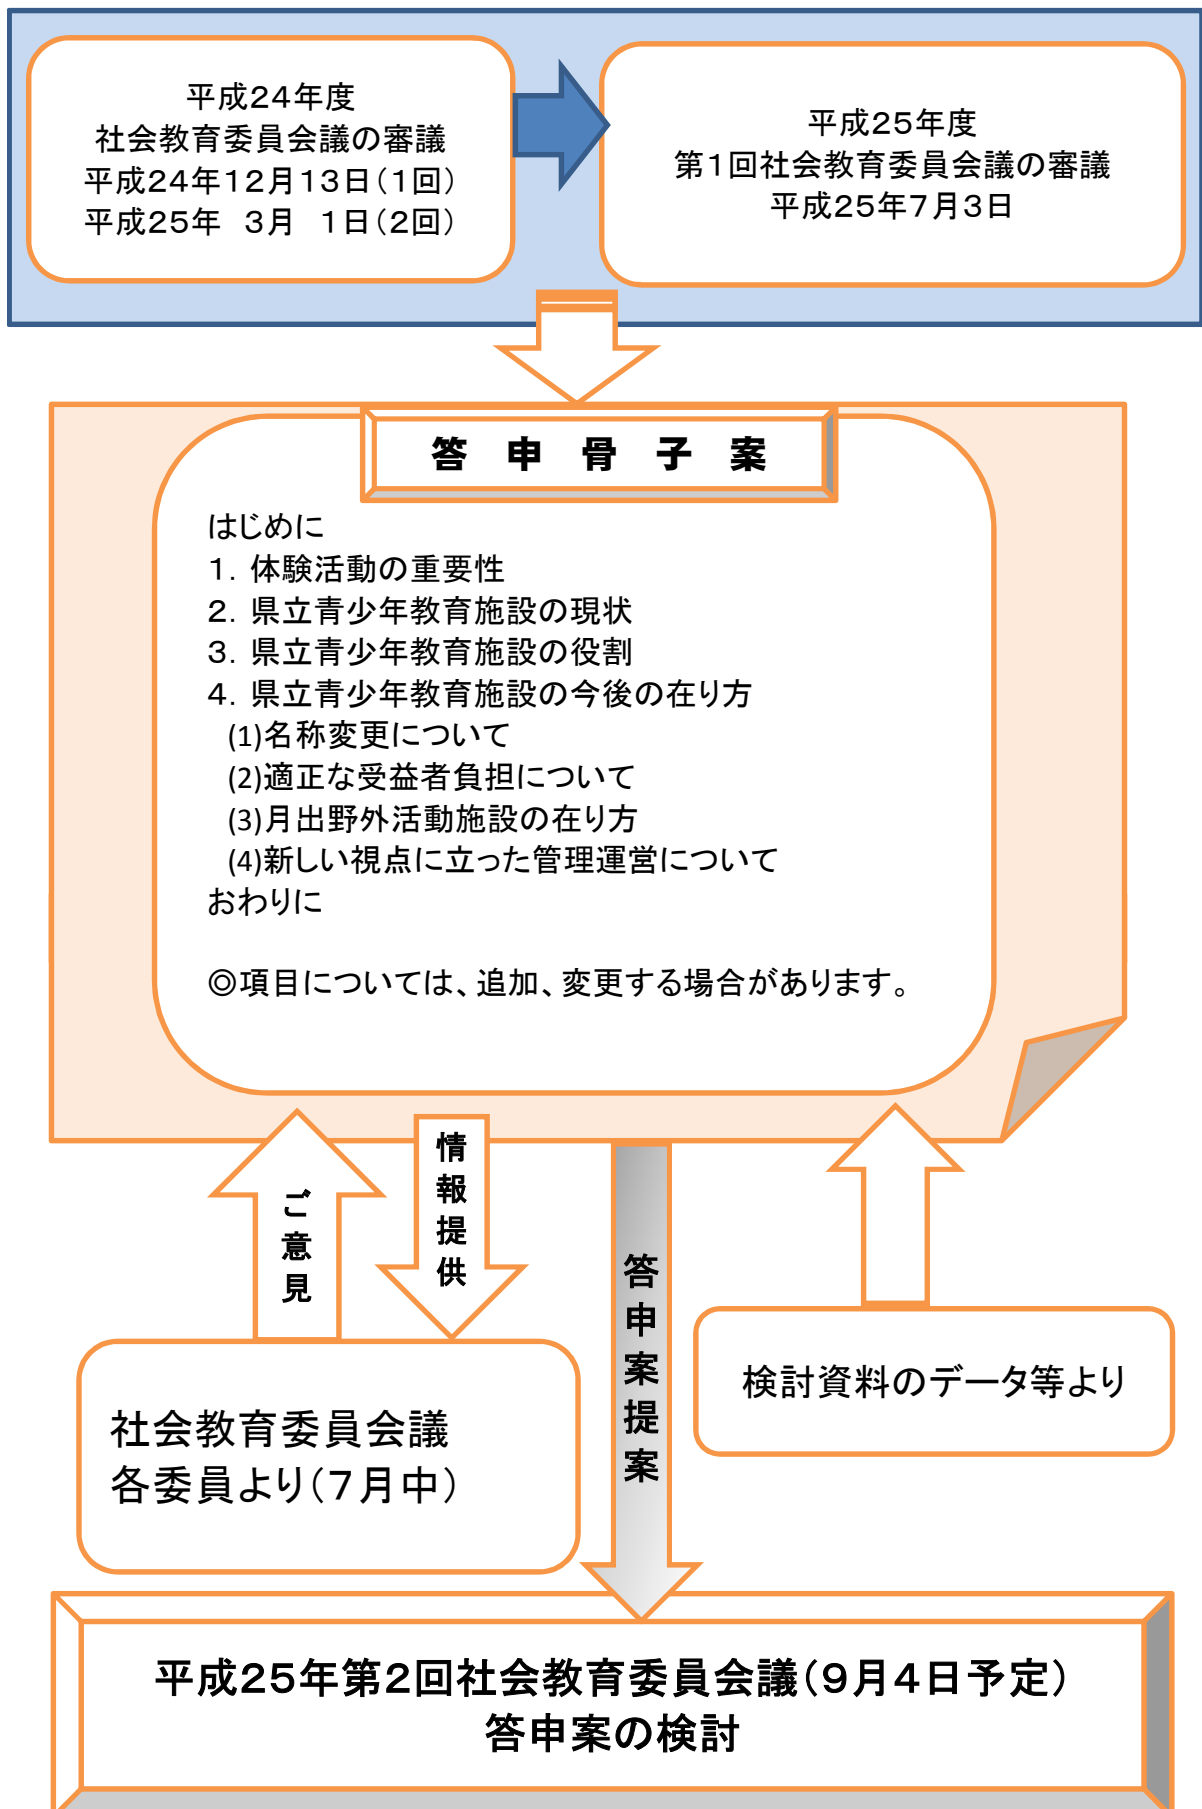 平成24年度
社会教育委員会議の審議
平成24年12月13日(1回)
平成25年 3月 1日(2回)
平成25年度
第1回社会教育委員会議の審議
平成25年7月3日
答申骨子案
はじめに
1．体験活動の重要性
2．県立青少年教育施設の現状
3．県立青少年教育施設の役割
4．県立青少年教育施設の今後の在り方
(1)名称変更について
(2)適正な受益者負担について
(3)月出野外活動施設の在り方
(4)新しい視点に立った管理運営について
おわりに
◎項目については、追加、変更する場合があります。
ご意見
情報提供
答申案提案
検討資料のデータ等より
社会教育委員会議
各委員より(7月中)
平成25年第2回社会教育委員会議(9月4日予定)
答申案の検討